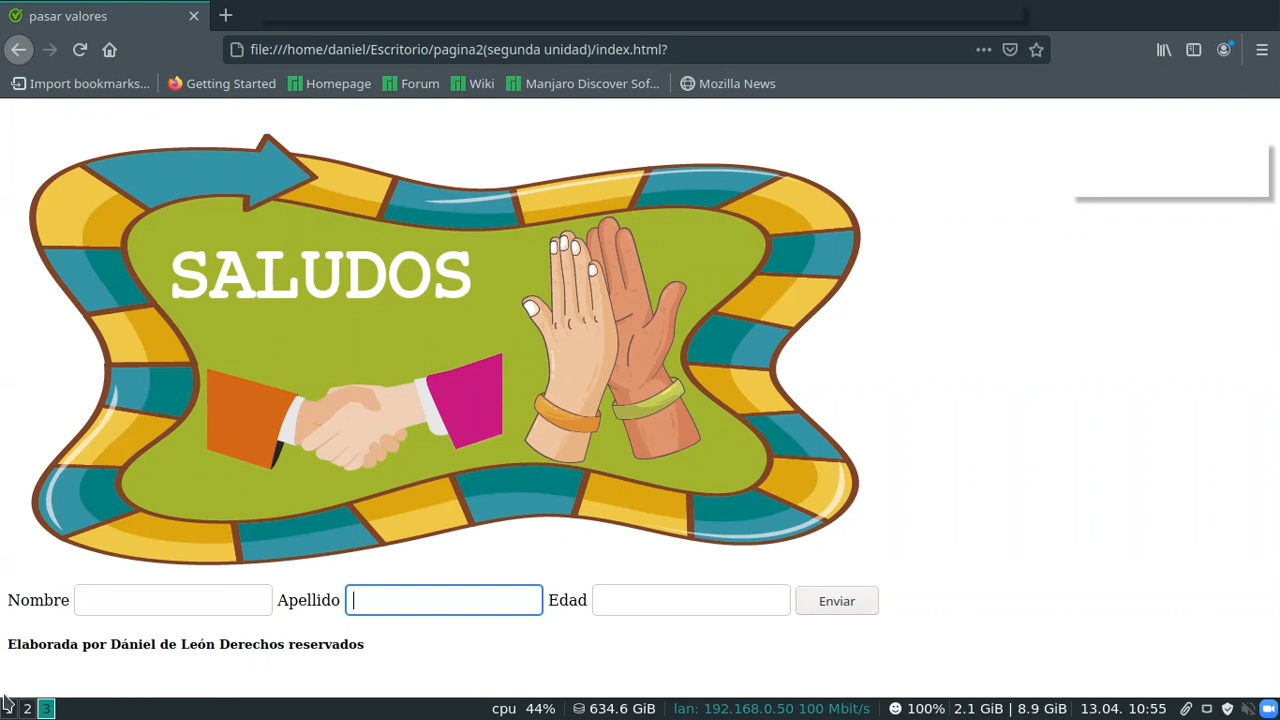 pasar valores
file:///home/daniel/Escritorio/pagina2(segunda unidad)/index.html?
Import bookmarks... Getting Started Homepage Forum Wiki Manjaro Discover Sof... Mozilla News
SALUDOS
Nombre Apellido Edad Enviar
Elaborada por Dániel de León Derechos reservados
2 3 cpu 44% 634.6 GiB lan: 192.168.0.50 100 Mbit/s 100% 2.1 GiB | 8.9 GiB 13.04. 10:55